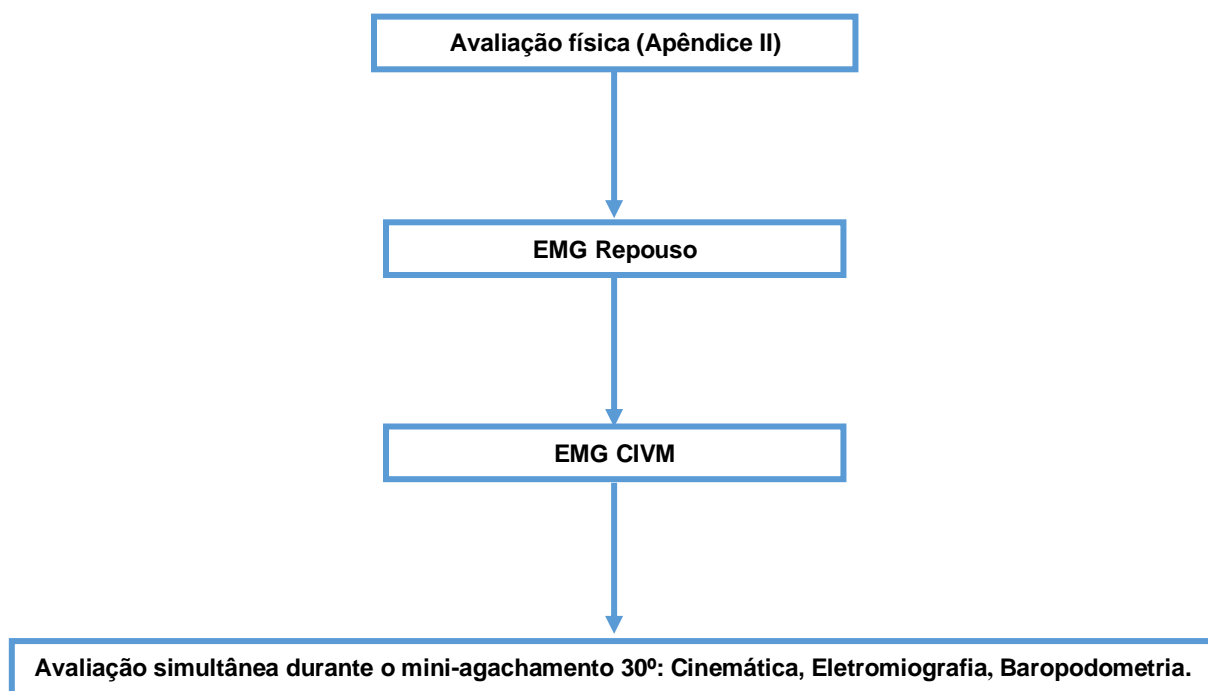 Avaliação física (Apêndice II)
EMG Repouso
EMG CIVM
Avaliação simultânea durante o mini-agachamento 30º: Cinemática, Eletromiografia, Baropodometria.